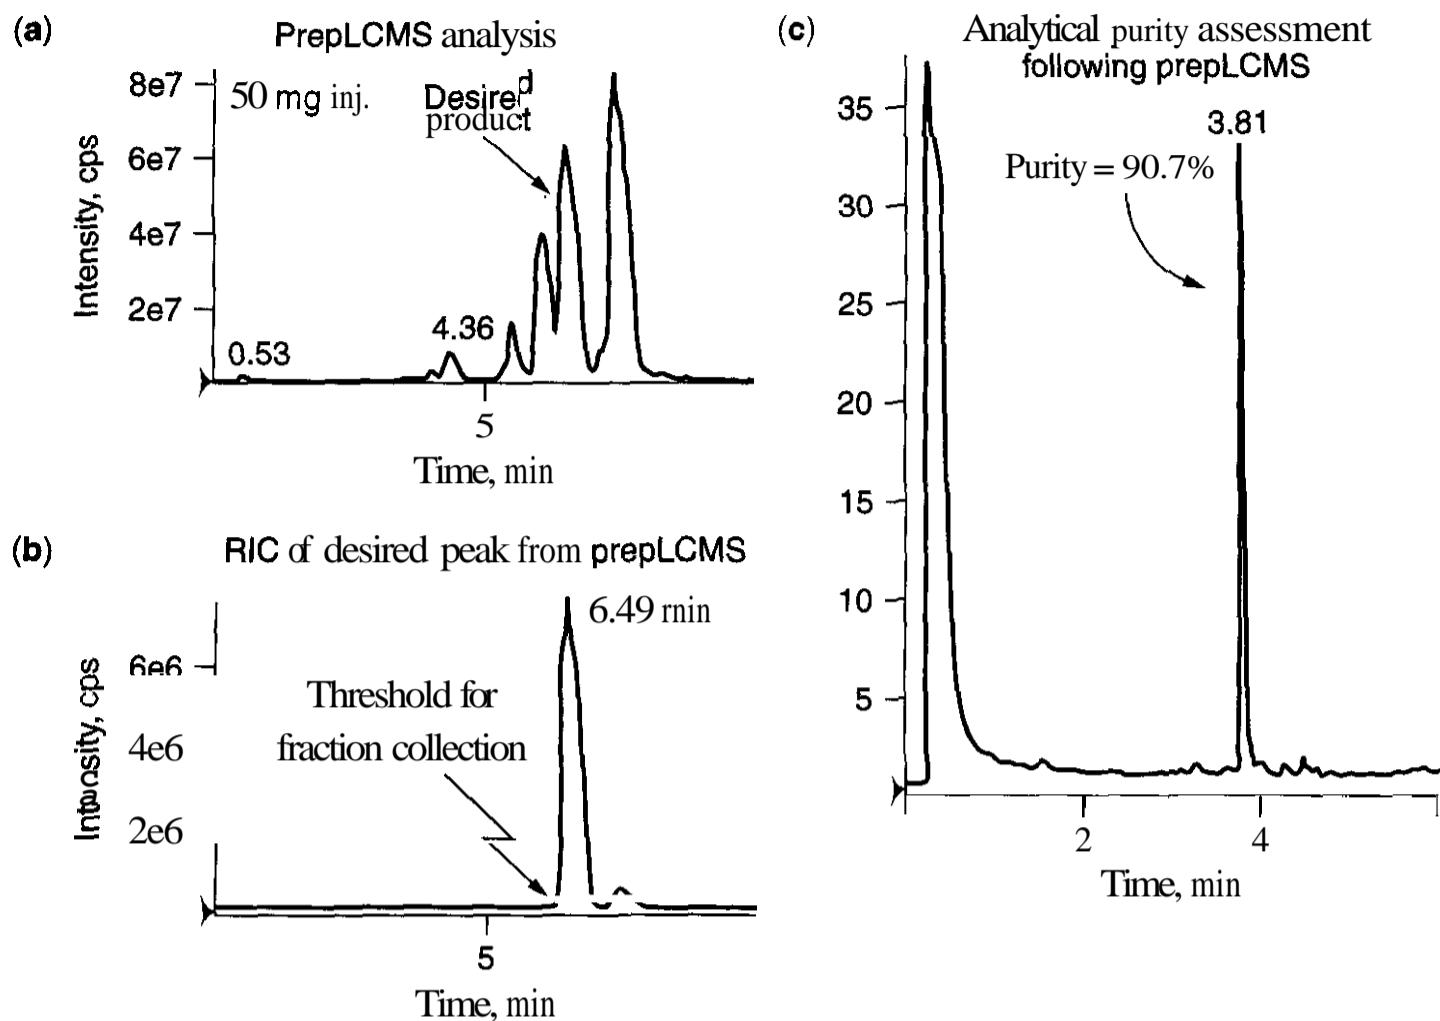 (a)
PrepLCMS analysis
50 mg inj.
Desired
product
8e7
6e7
4e7
2e7
Intensity, cps
0.53
4.36
5
Time, min
(b)
RIC of desired peak from prepLCMS
6.49 rnin
6e6
4e6
2e6
Threshold for
fraction collection
5
Time, min
(c)
Analytical purity assessment
following prepLCMS
3.81
Purity = 90.7%
35
30
25
20
15
10
5
2
4
Time, min